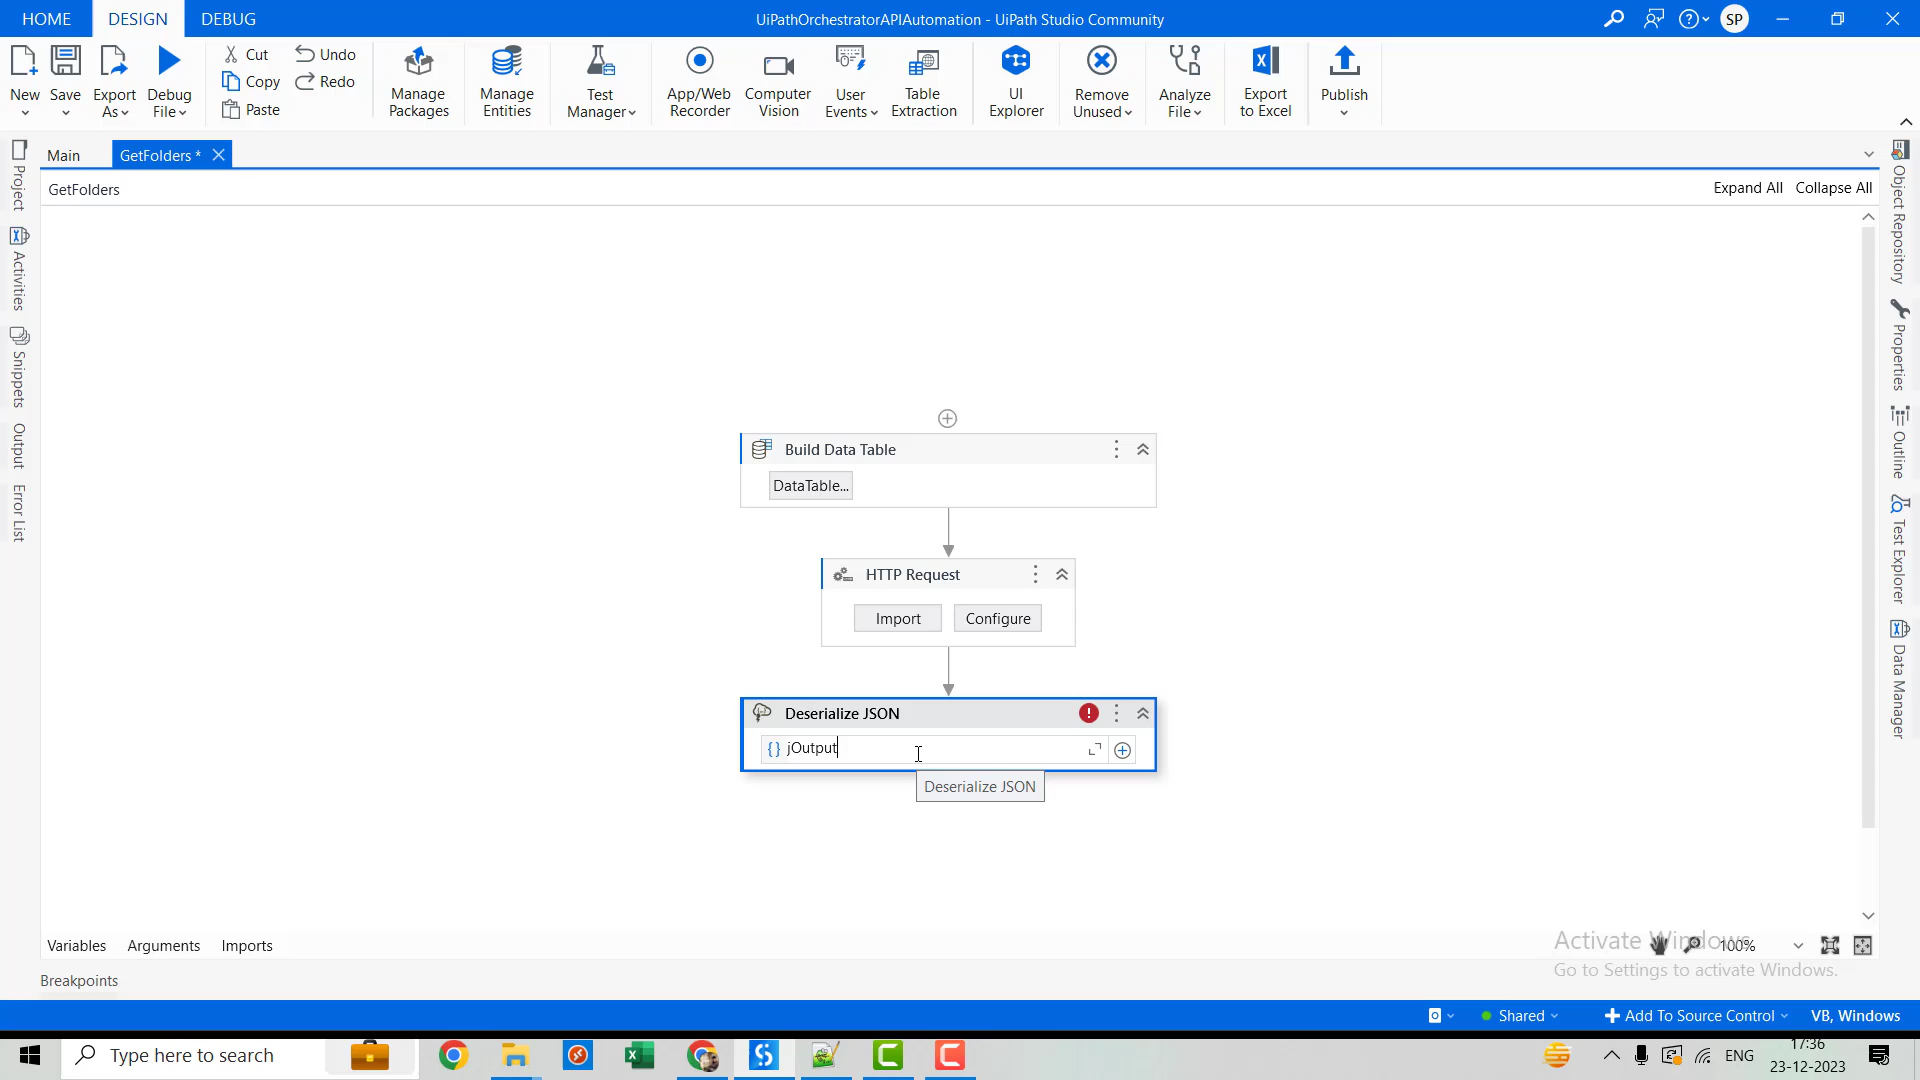 HOME DESIGN DEBUG UiPathOrchestratorAPIAutomation - UiPath Studio Community SP
New Save Export As Debug File
Cut Undo
Copy Redo
Paste
Manage Packages
Manage Entities
Test Manager
App/Web Recorder
Computer Vision
User Events
Table Extraction
UI Explorer
Remove Unused
Analyze File
Export to Excel
Publish
Main GetFolders *
GetFolders Expand All Collapse All
Project
Activities
Snippets
Output
Error List
Build Data Table
DataTable...
HTTP Request
Import Configure
Deserialize JSON
{ } jOutput
Deserialize JSON
Object Repository
Properties
Outline
Test Explorer
Data Manager
Variables Arguments Imports 100%
Activate Windows
Go to Settings to activate Windows.
Breakpoints
Shared Add To Source Control VB, Windows
Type here to search ENG
17:36
23-12-2023